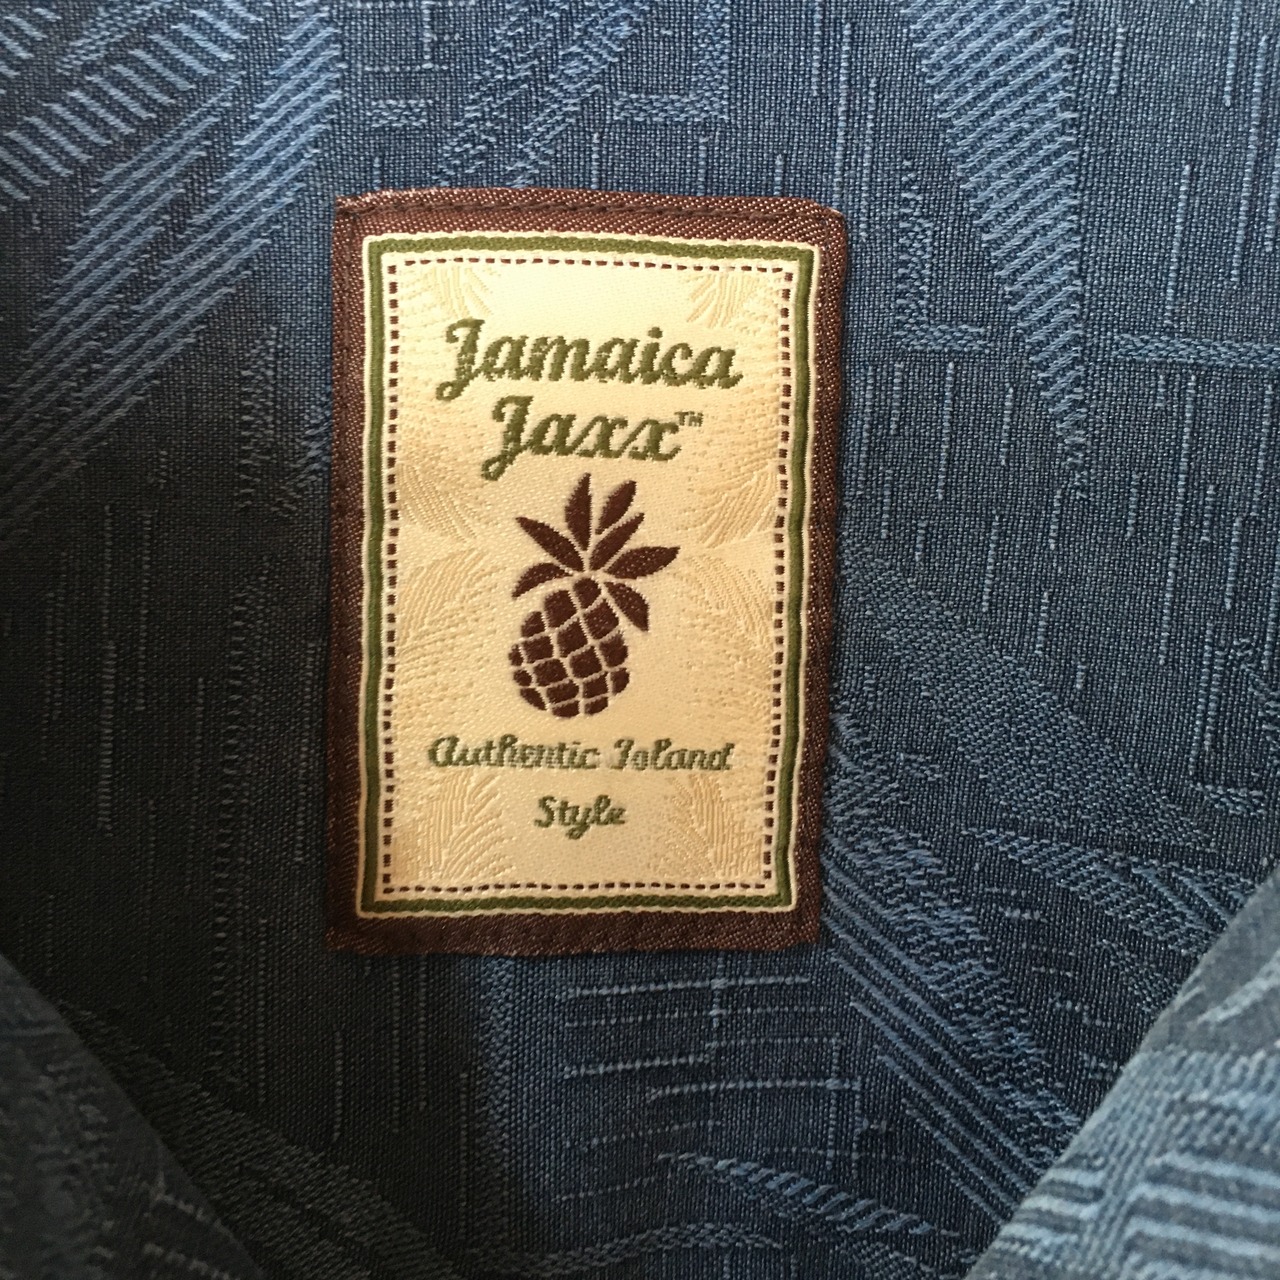 Jamaica
Jaxx™
Authentic Island
Style